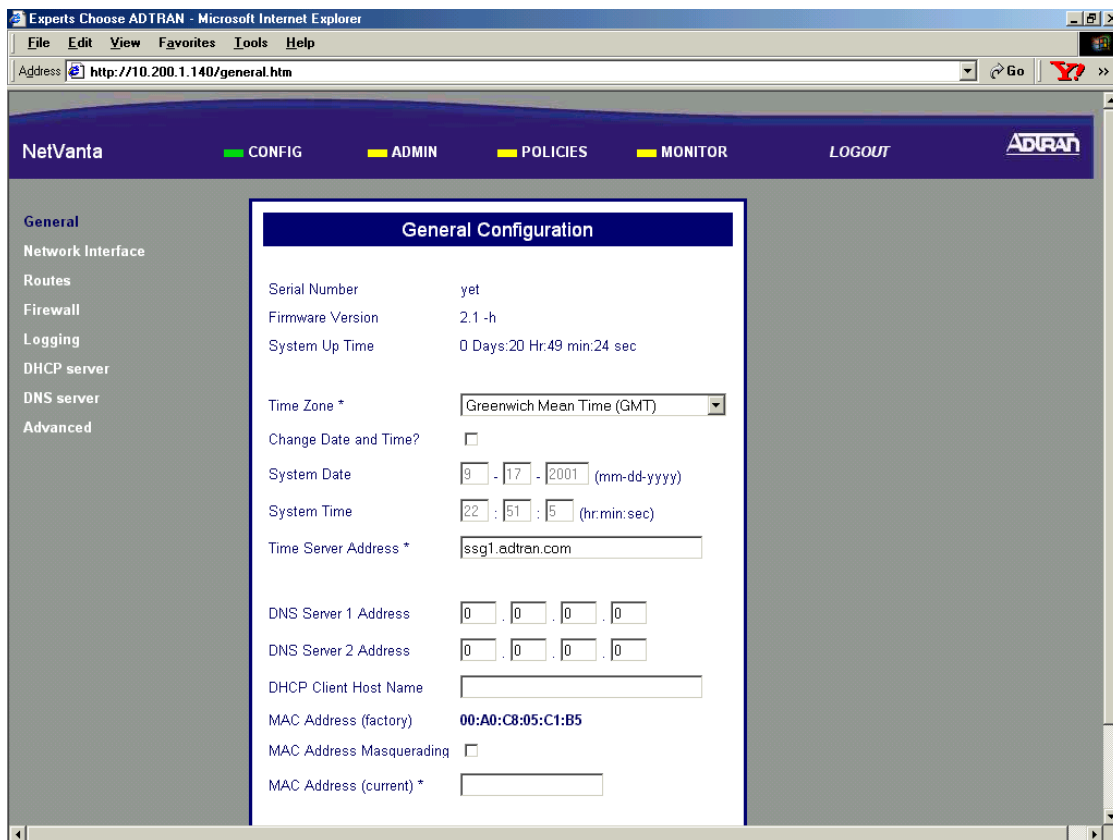 Experts Choose ADTRAN - Microsoft Internet Explorer
File Edit View Favorites Tools Help
Address http://10.200.1.140/general.htm Go Y? »
NetVanta CONFIG ADMIN POLICIES MONITOR LOGOUT ADTRAN
General
Network Interface
Routes
Firewall
Logging
DHCP server
DNS server
Advanced
General Configuration
Serial Number yet
Firmware Version 2.1 -h
System Up Time 0 Days:20 Hr:49 min:24 sec
Time Zone * Greenwich Mean Time (GMT)
Change Date and Time?
System Date 9 - 17 - 2001 (mm-dd-yyyy)
System Time 22 : 51 : 5 (hr:min:sec)
Time Server Address * ssg1.adtran.com
DNS Server 1 Address 0 . 0 . 0 . 0
DNS Server 2 Address 0 . 0 . 0 . 0
DHCP Client Host Name
MAC Address (factory) 00:A0:C8:05:C1:B5
MAC Address Masquerading
MAC Address (current) *